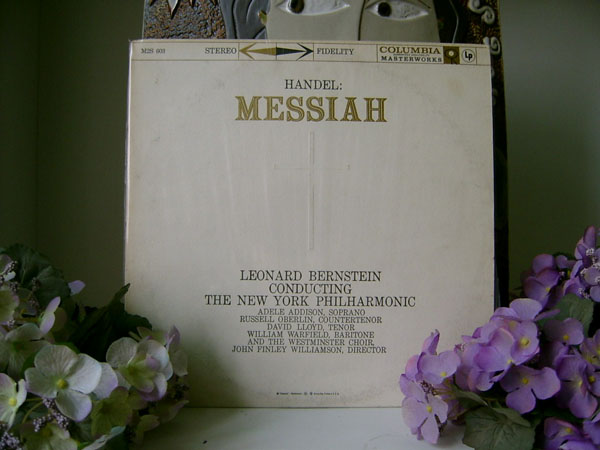 M2S 603 STEREO FIDELITY COLUMBIA
MASTERWORKS LP
HANDEL:
MESSIAH
LEONARD BERNSTEIN
CONDUCTING
THE NEW YORK PHILHARMONIC
ADELE ADDISON, SOPRANO
RUSSELL OBERLIN, COUNTERTENOR
DAVID LLOYD, TENOR
WILLIAM WARFIELD, BARITONE
AND THE WESTMINSTER CHOIR,
JOHN FINLEY WILLIAMSON, DIRECTOR